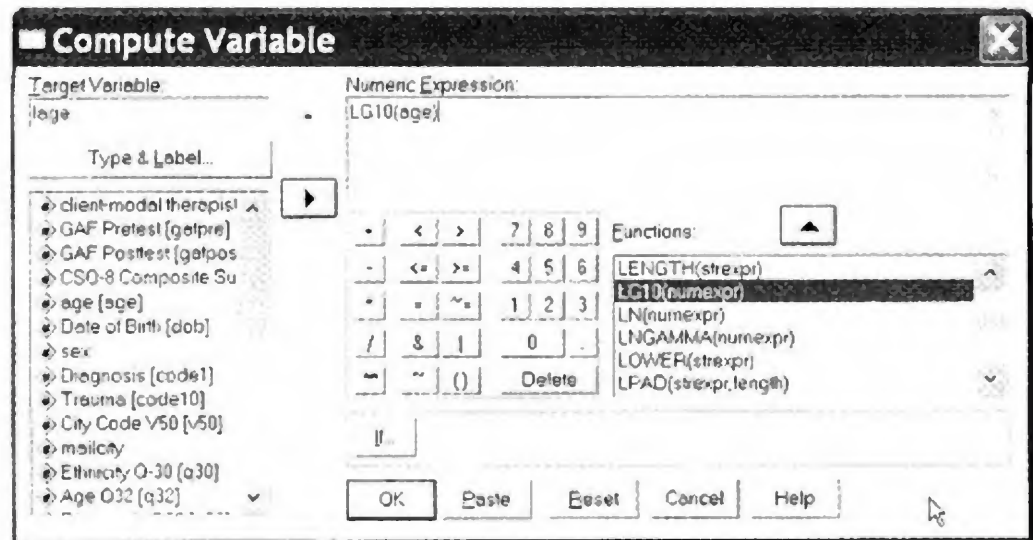 Compute Variable
Target Variable:
lage
=
Numeric Expression:
LG10(age)
Type & Label...
client-modal therapist
GAF Pretest [gafpre]
GAF Posttest [gafpos
CSQ-8 Composite Su
age [age]
Date of Birth [dob]
sex
Diagnosis [code1]
Trauma [code10]
City Code V50 [v50]
mailcity
Ethnicity Q-30 [q30]
Age Q32 [q32]
+ < > 7 8 9
- <= >= 4 5 6
* = ~= 1 2 3
/ & | 0 .
** ~ () Delete
Functions:
LENGTH(strexpr)
LG10(numexpr)
LN(numexpr)
LNGAMMA(numexpr)
LOWER(strexpr)
LPAD(strexpr,length)
If...
OK Paste Reset Cancel Help